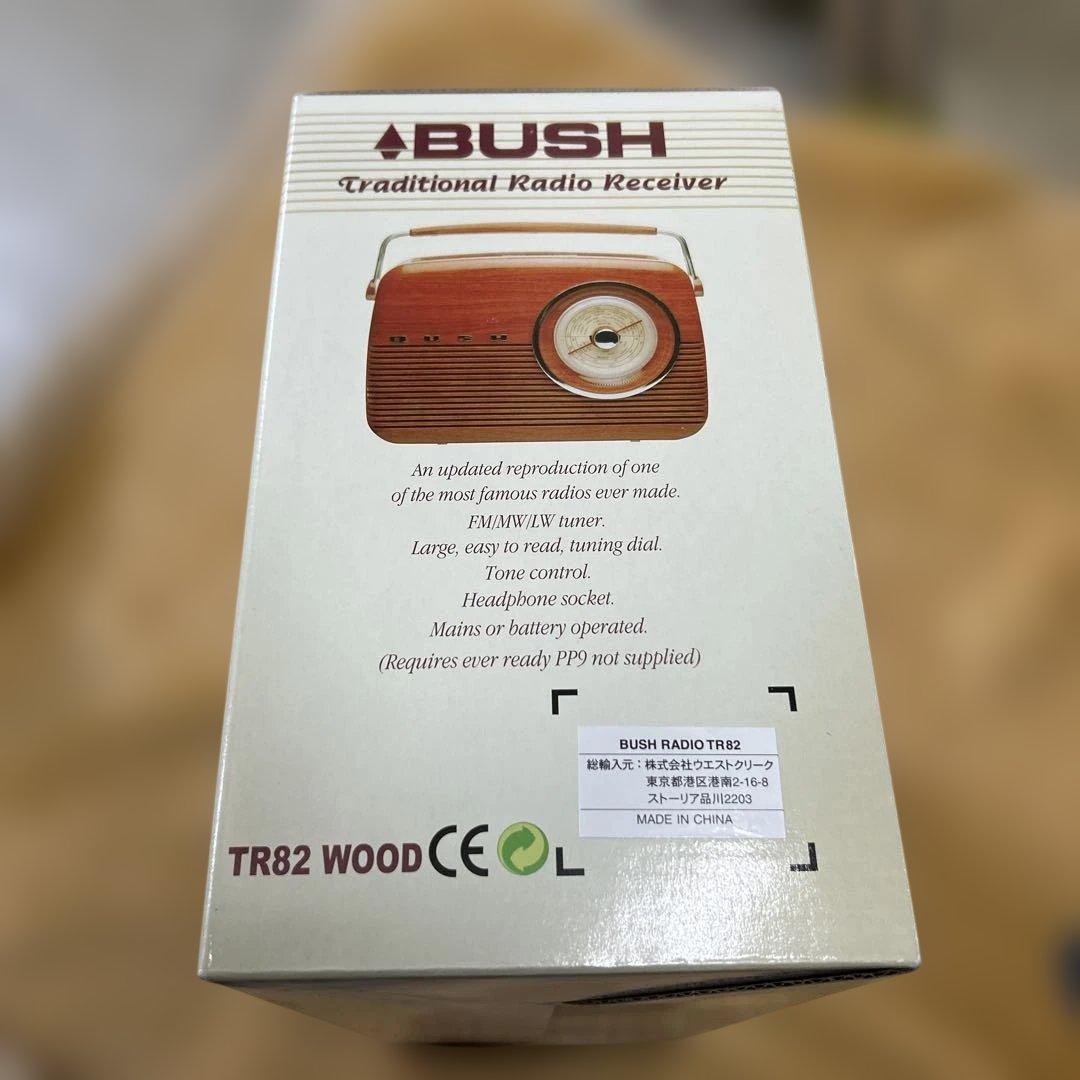 BUSH
Traditional Radio Receiver
BUSH
An updated reproduction of one
of the most famous radios ever made.
FM/MW/LW tuner.
Large, easy to read, tuning dial.
Tone control.
Headphone socket.
Mains or battery operated.
(Requires ever ready PP9 not supplied)
BUSH RADIO TR82
総輸入元：株式会社ウエストクリーク
東京都港区港南2-16-8
ストーリア品川2203
MADE IN CHINA
TR82 WOOD CE